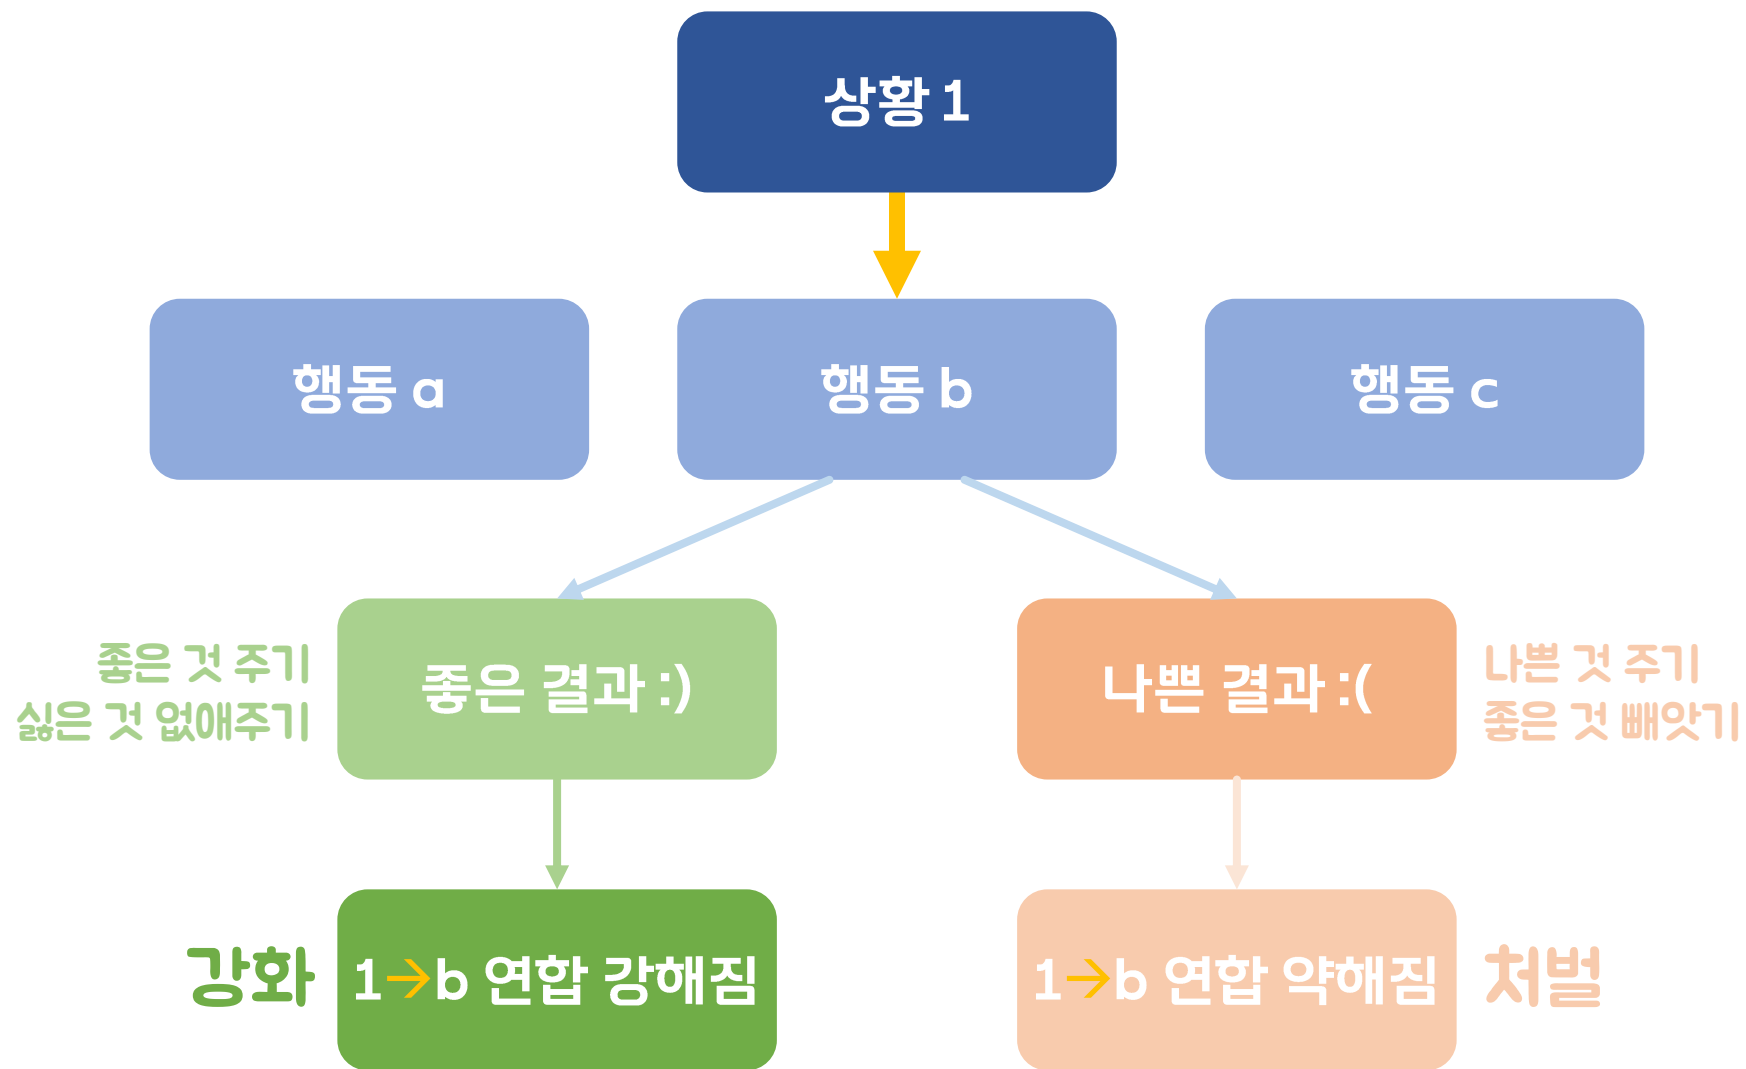 상황 1
행동 a
행동 b
행동 c
좋은 것 주기
싫은 것 없애주기
좋은 결과 :)
나쁜 결과 :(
나쁜 것 주기
좋은 것 빼앗기
강화
1→b 연합 강해짐
1→b 연합 약해짐
처벌